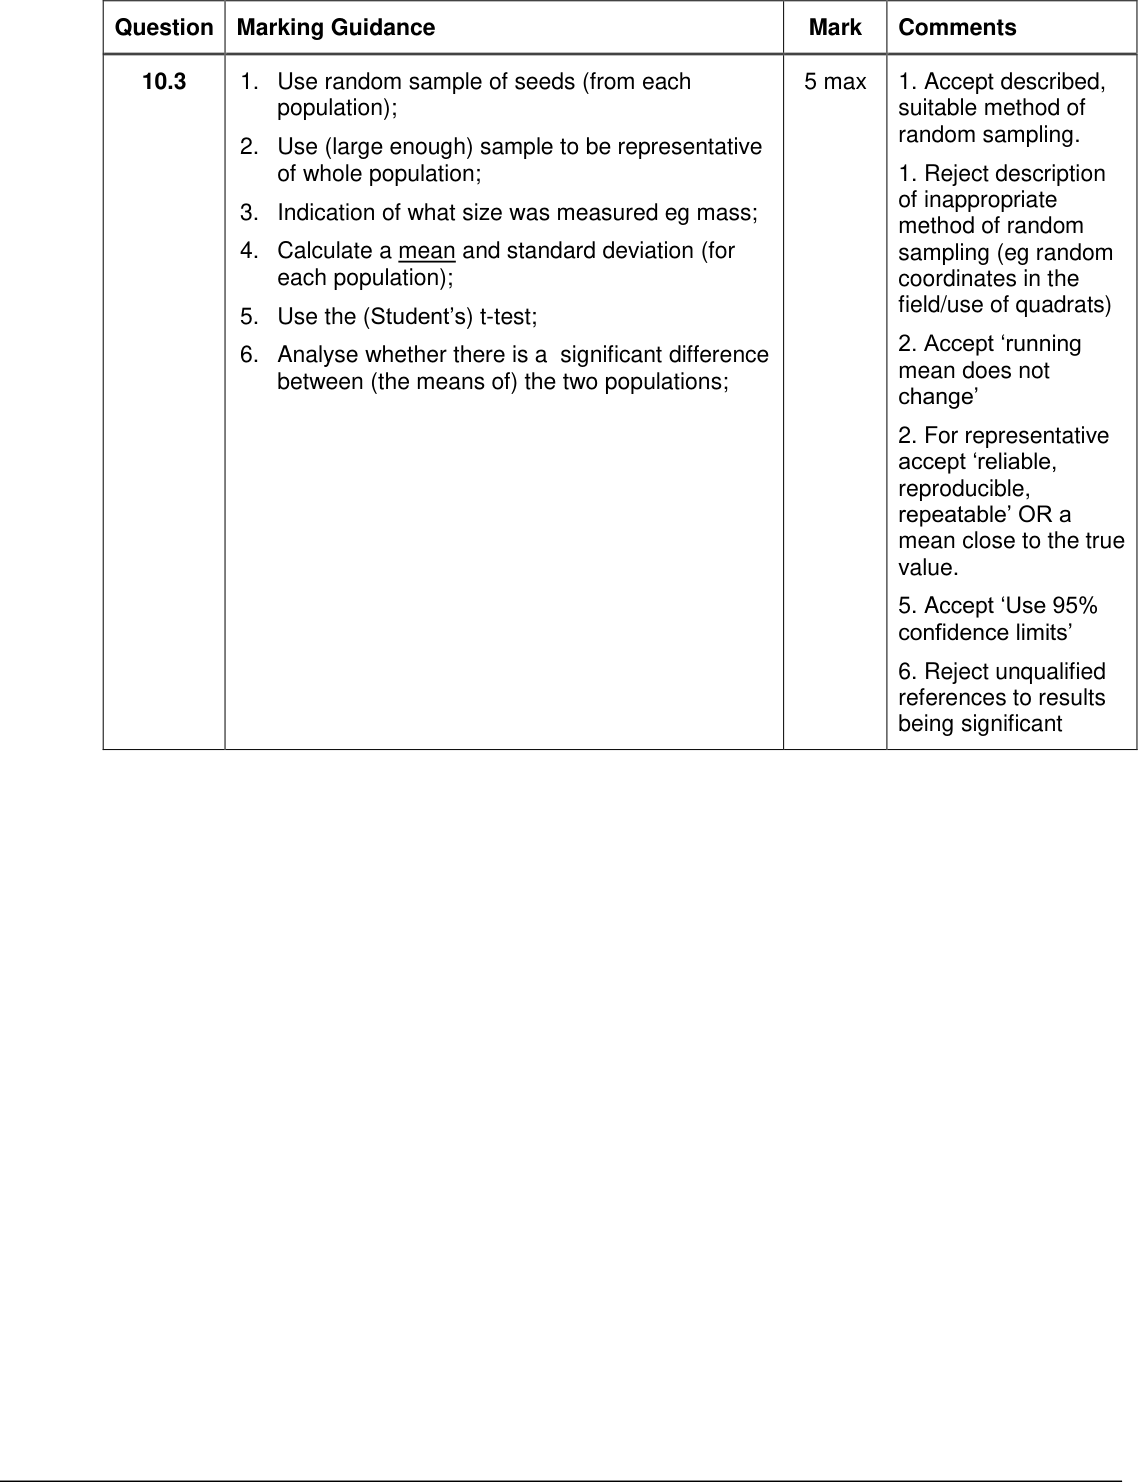 Question Marking Guidance Mark Comments
10.3
1. Use random sample of seeds (from each
population);
2. Use (large enough) sample to be representative
of whole population;
3. Indication of what size was measured eg mass;
4. Calculate a mean and standard deviation (for
each population);
5. Use the (Student’s) t-test;
6. Analyse whether there is a  significant difference
between (the means of) the two populations;
5 max
1. Accept described,
suitable method of
random sampling.
1. Reject description
of inappropriate
method of random
sampling (eg random
coordinates in the
field/use of quadrats)
2. Accept ‘running
mean does not
change’
2. For representative
accept ‘reliable,
reproducible,
repeatable’ OR a
mean close to the true
value.
5. Accept ‘Use 95%
confidence limits’
6. Reject unqualified
references to results
being significant